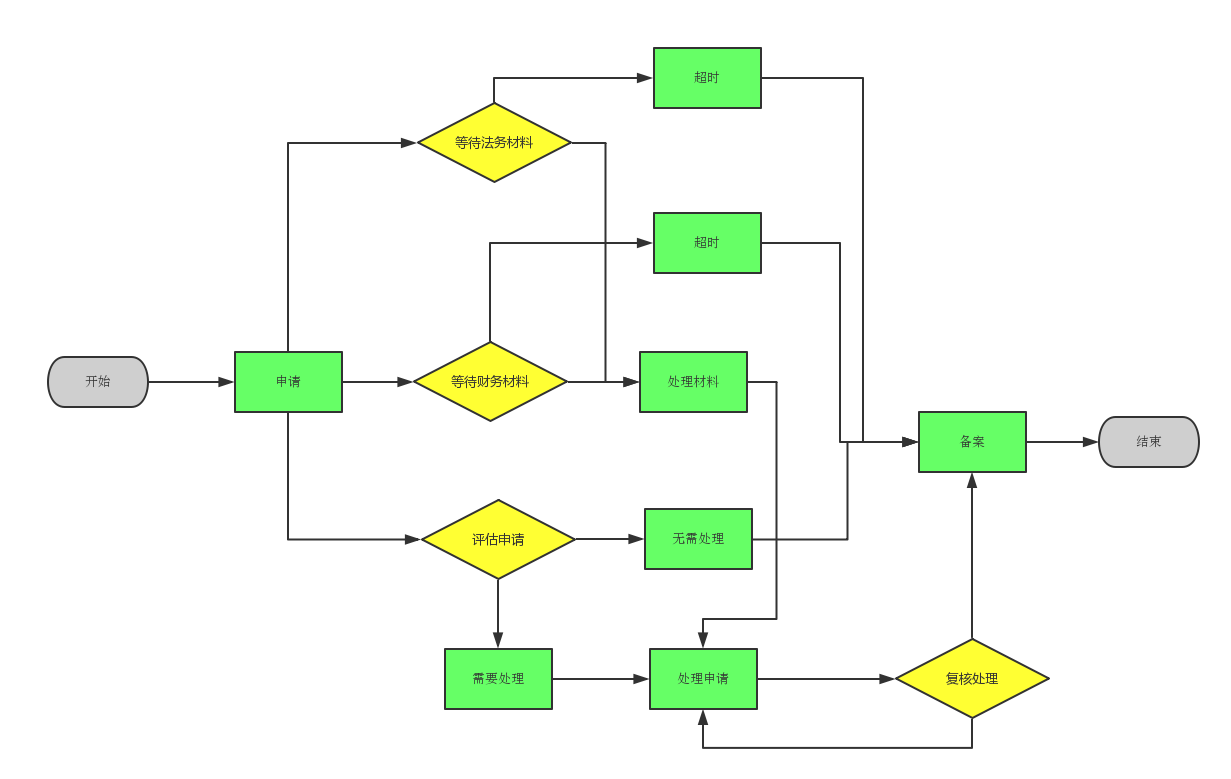 超时
等待法务材料
超时
开始
申请
等待财务材料
处理材料
备案
结束
评估申请
无需处理
需要处理
处理申请
复核处理